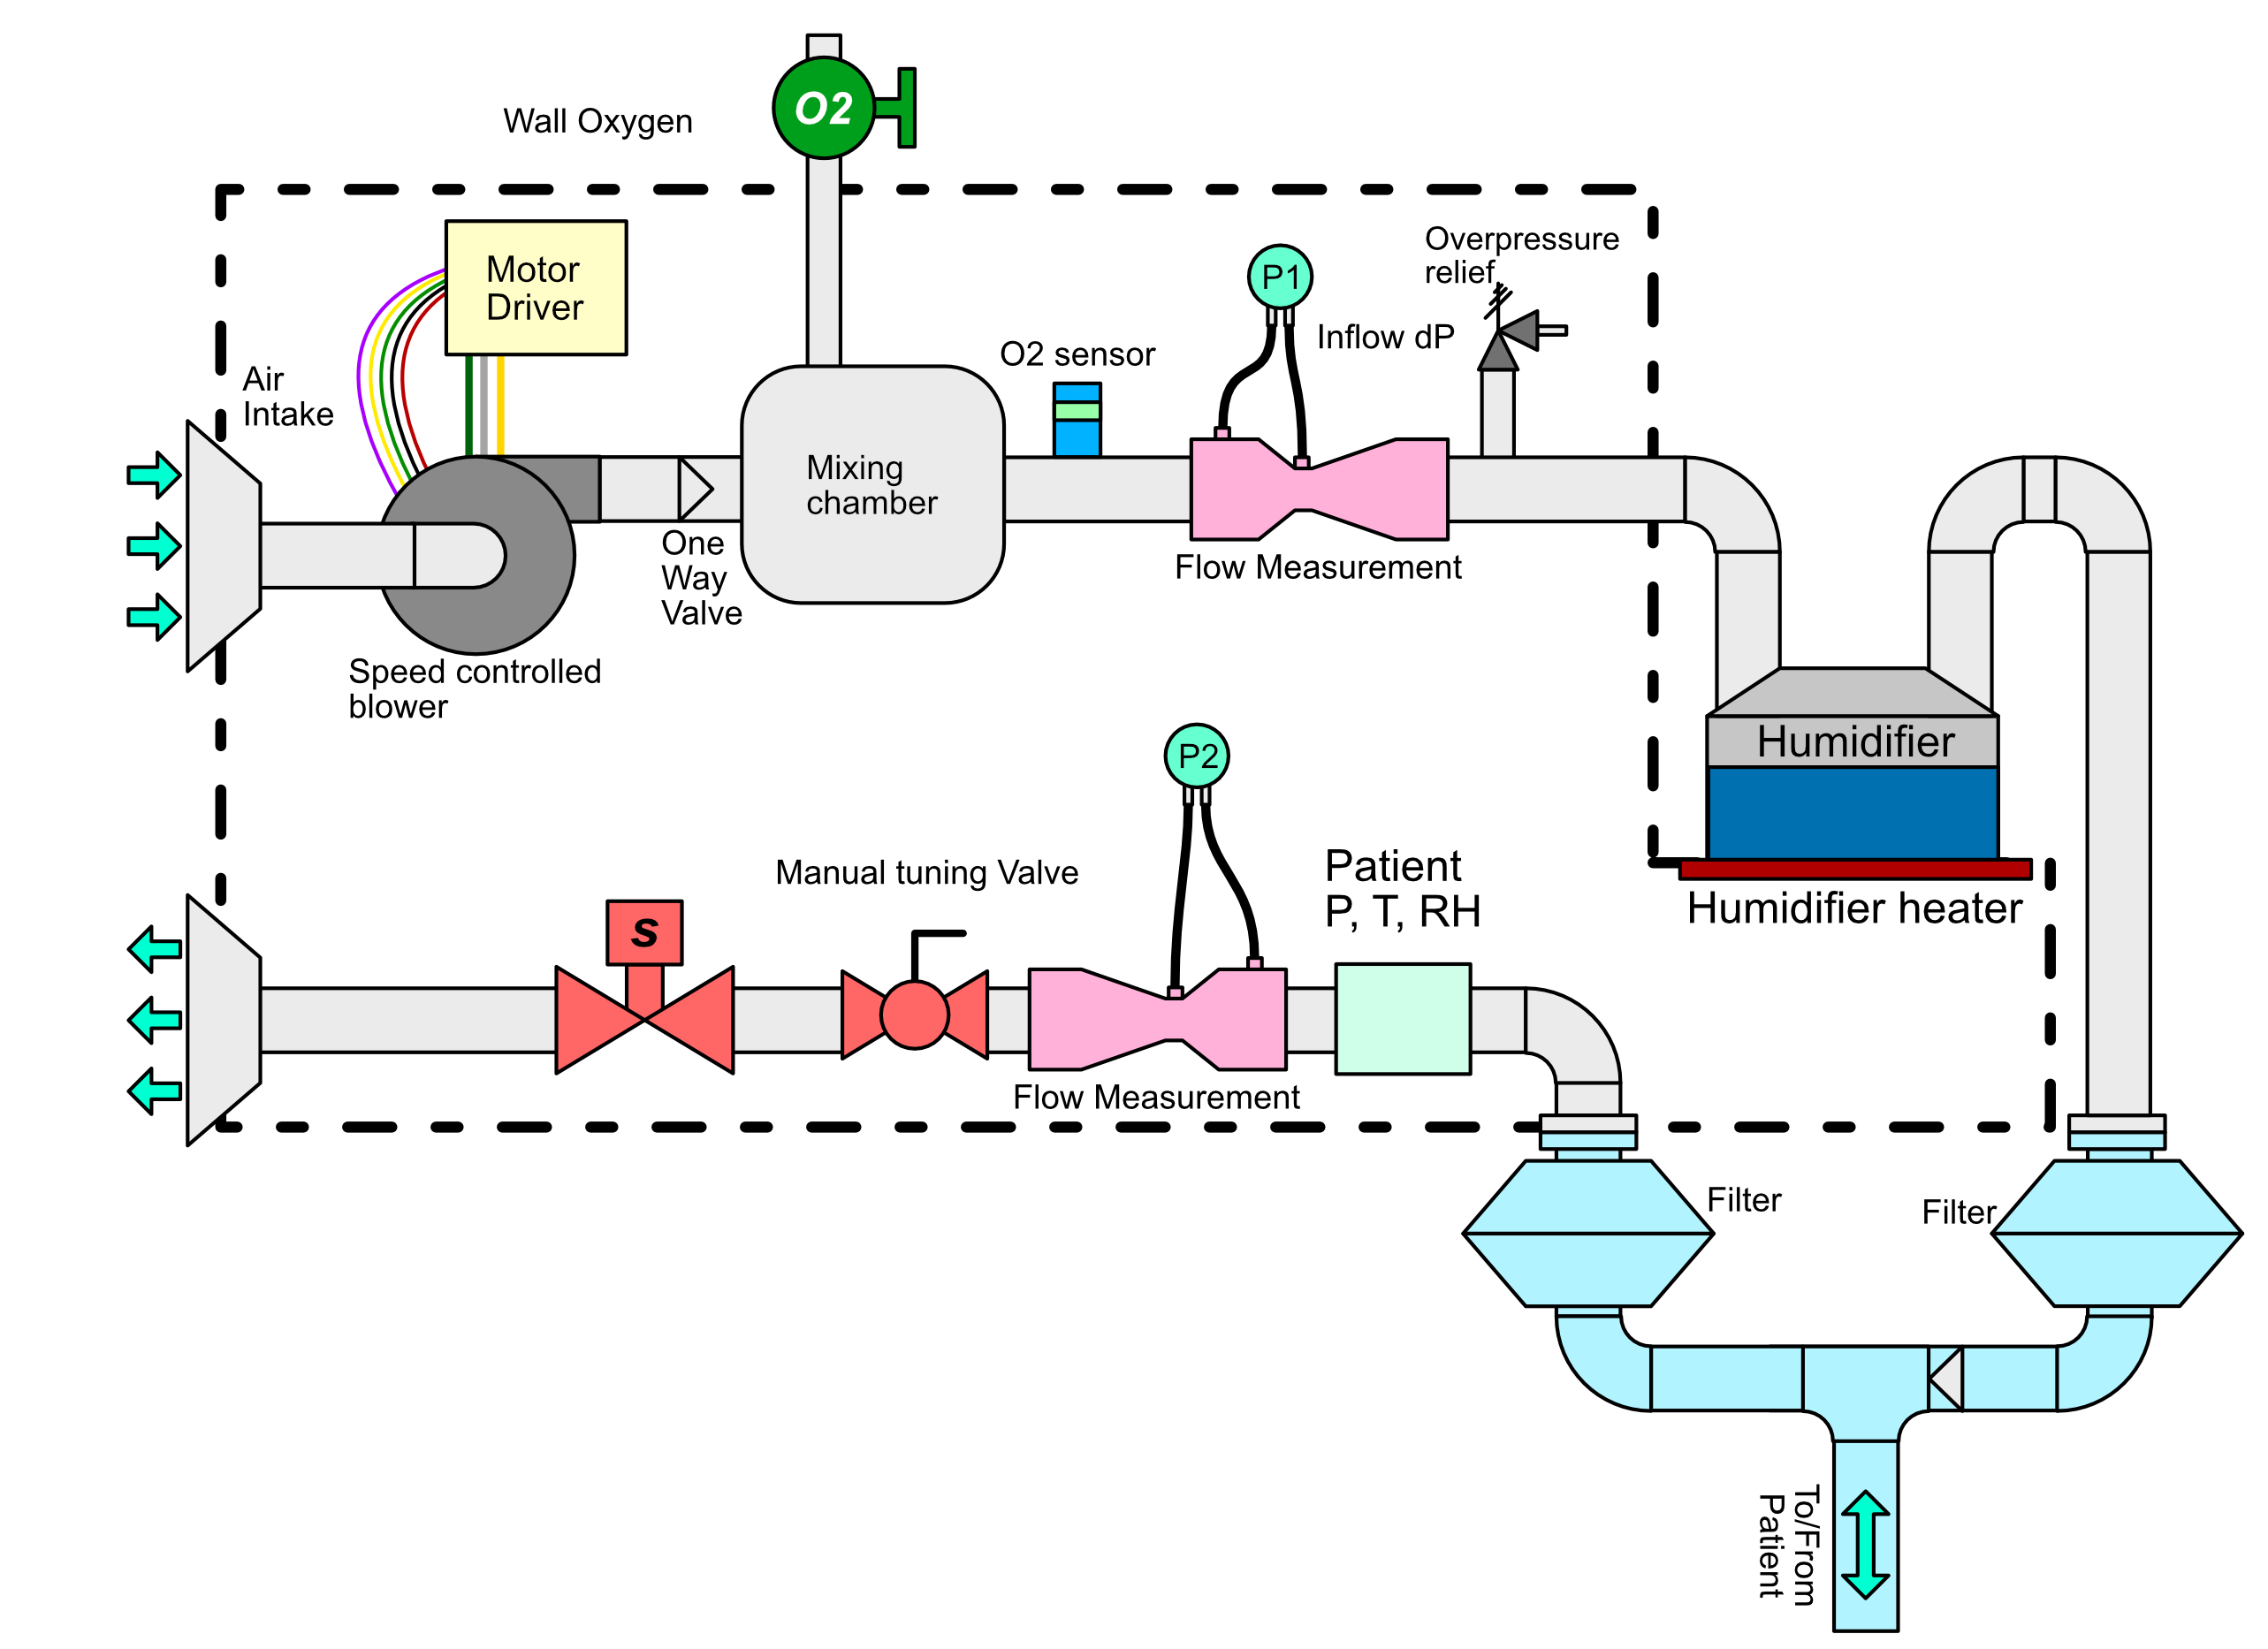 O2
Wall Oxygen
Motor
Driver
Overpressure
relief
P1
Inflow dP
O2 sensor
Air
Intake
Mixing
chamber
One
Way
Valve
Flow Measurement
Speed controlled
blower
Humidifier
P2
Manual tuning Valve
Patient
P, T, RH
Humidifier heater
s
Flow Measurement
Filter
Filter
To/From
Patient